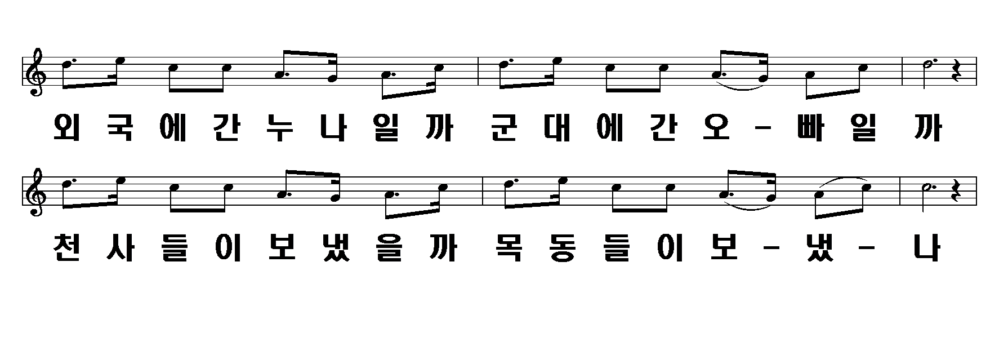 외 국 에 간 누 나 일 까 군 대 에 간 오 - 빠 일 까
천 사 들 이 보 냈 을 까 목 동 들 이 보 - 냈 - 나